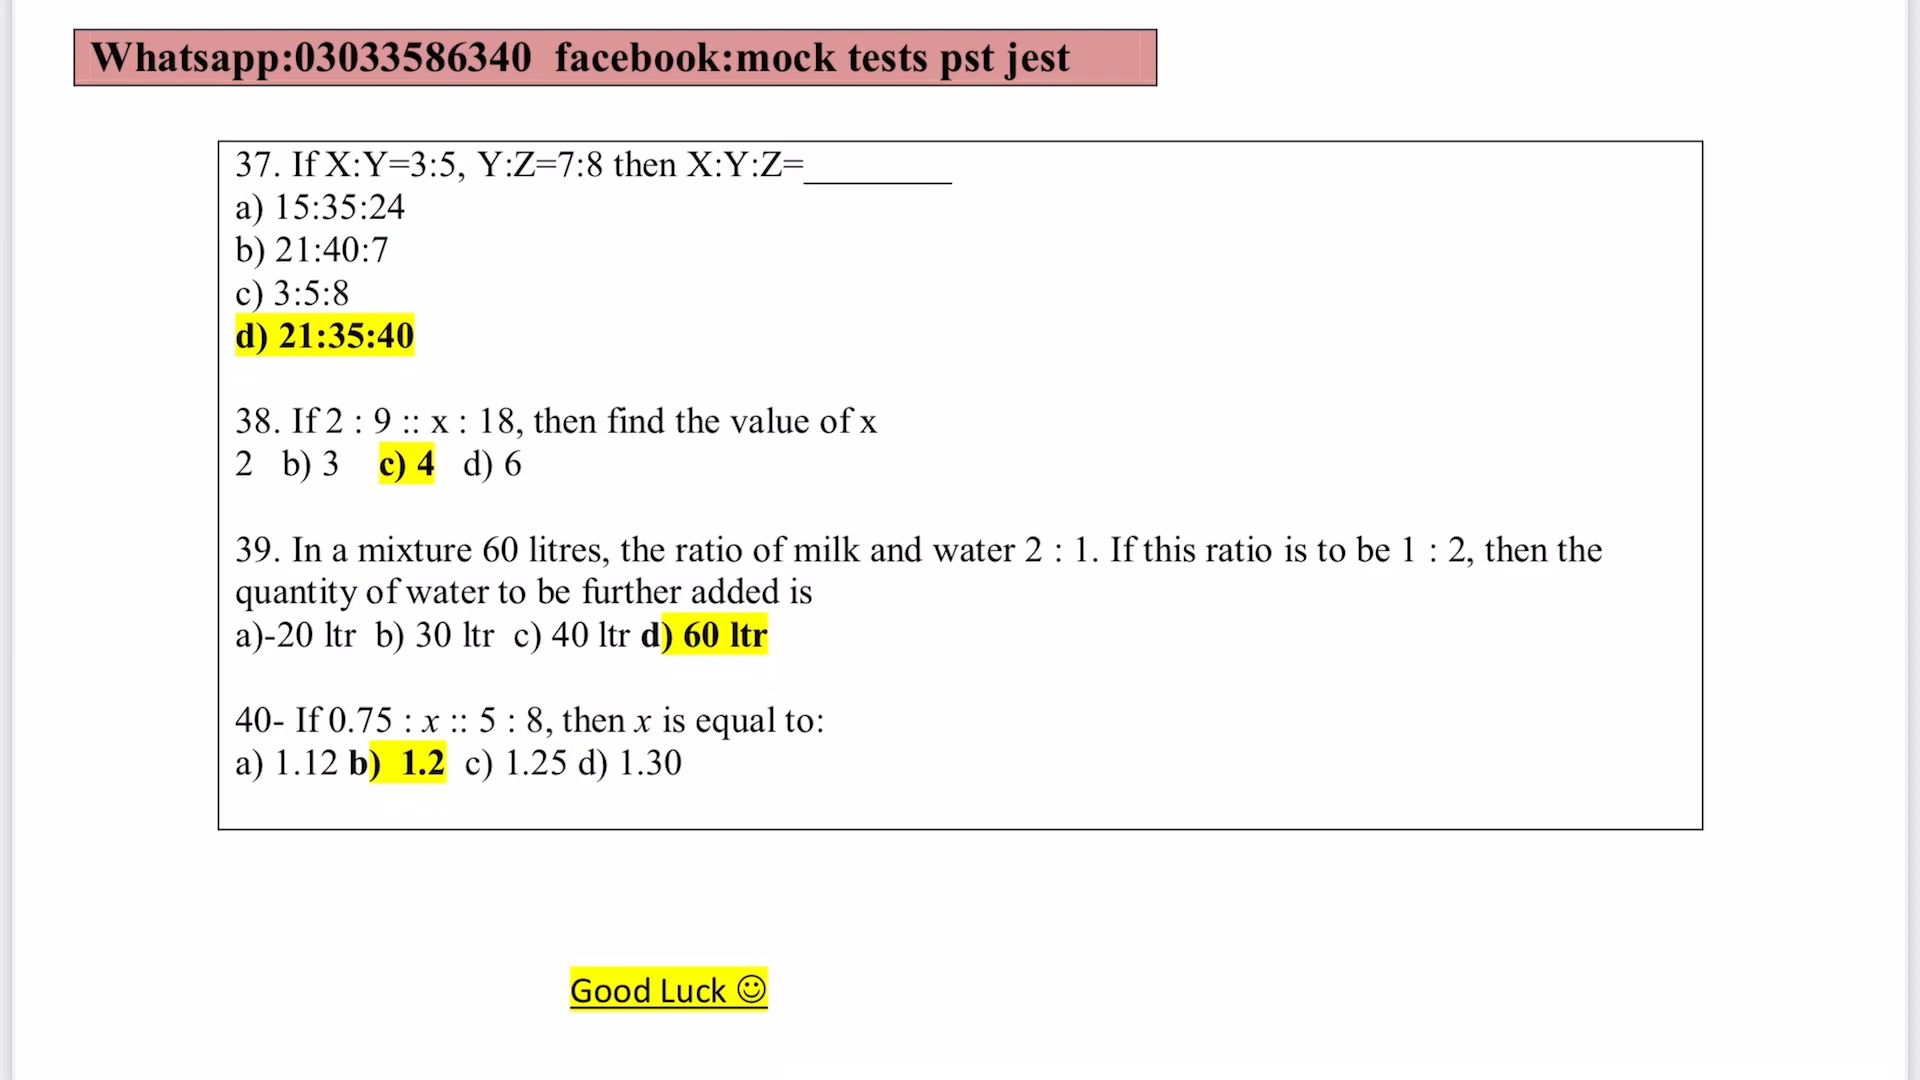 Whatsapp:03033586340 facebook:mock tests pst jest
37. If X:Y=3:5, Y:Z=7:8 then X:Y:Z=________
a) 15:35:24
b) 21:40:7
c) 3:5:8
d) 21:35:40
38. If 2 : 9 :: x : 18, then find the value of x
2 b) 3 c) 4 d) 6
39. In a mixture 60 litres, the ratio of milk and water 2 : 1. If this ratio is to be 1 : 2, then the
quantity of water to be further added is
a)-20 ltr b) 30 ltr c) 40 ltr d) 60 ltr
40- If 0.75 : x :: 5 : 8, then x is equal to:
a) 1.12 b) 1.2 c) 1.25 d) 1.30
Good Luck ☺